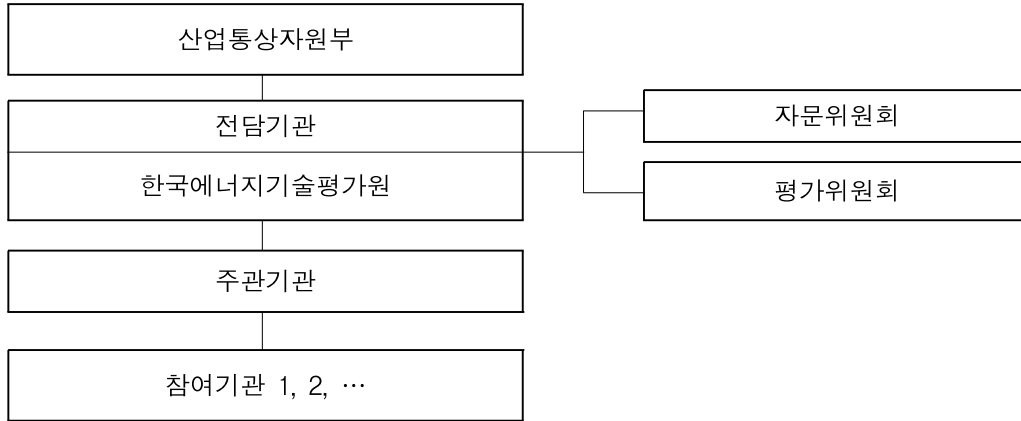 산업통상자원부
전담기관
한국에너지기술평가원
자문위원회
평가위원회
주관기관
참여기관 1, 2, …